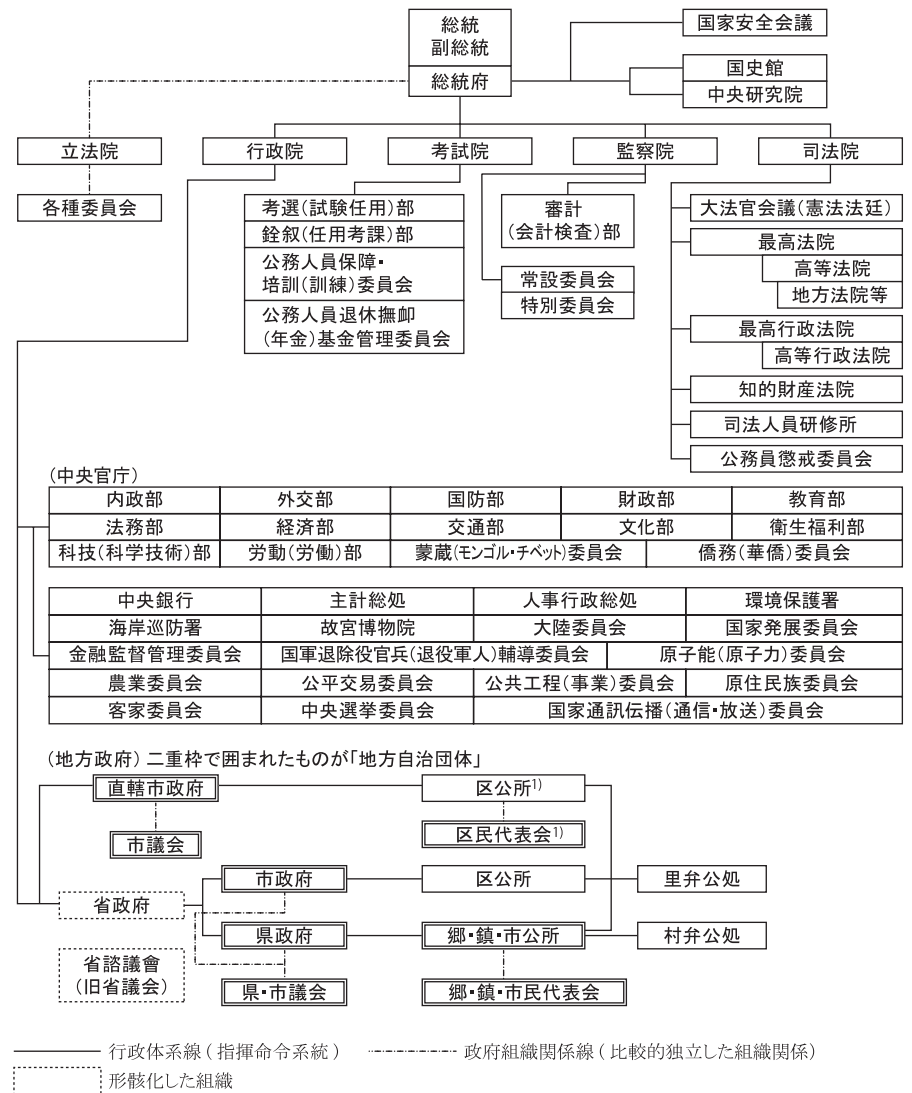 総統
副総統
総統府
国家安全会議
国史館
中央研究院
立法院
行政院
考試院
監察院
司法院
各種委員会
考選(試験任用)部
銓叙(任用考課)部
公務人員保障・
培訓(訓練)委員会
公務人員退休撫卹
(年金)基金管理委員会
審計
(会計検査)部
常設委員会
特別委員会
大法官会議(憲法法廷)
最高法院
高等法院
地方法院等
最高行政法院
高等行政法院
知的財産法院
司法人員研修所
公務員懲戒委員会
(中央官庁)
内政部 外交部 国防部 財政部 教育部
法務部 経済部 交通部 文化部 衛生福利部
科技(科学技術)部 労動(労働)部 蒙蔵(モンゴル・チベット)委員会 僑務(華僑)委員会
中央銀行 主計総処 人事行政総処 環境保護署
海岸巡防署 故宮博物院 大陸委員会 国家発展委員会
金融監督管理委員会 国軍退除役官兵(退役軍人)輔導委員会 原子能(原子力)委員会
農業委員会 公平交易委員会 公共工程(事業)委員会 原住民族委員会
客家委員会 中央選挙委員会 国家通訊伝播(通信・放送)委員会
(地方政府) 二重枠で囲まれたものが「地方自治団体」
直轄市政府
区公所1)
市議会
区民代表会1)
市政府
区公所
里弁公処
省政府
県政府
郷・鎮・市公所
村弁公処
省諮議會
(旧省議会)
県・市議会
郷・鎮・市民代表会
行政体系線(指揮命令系統)
政府組織関係線(比較的独立した組織関係)
形骸化した組織